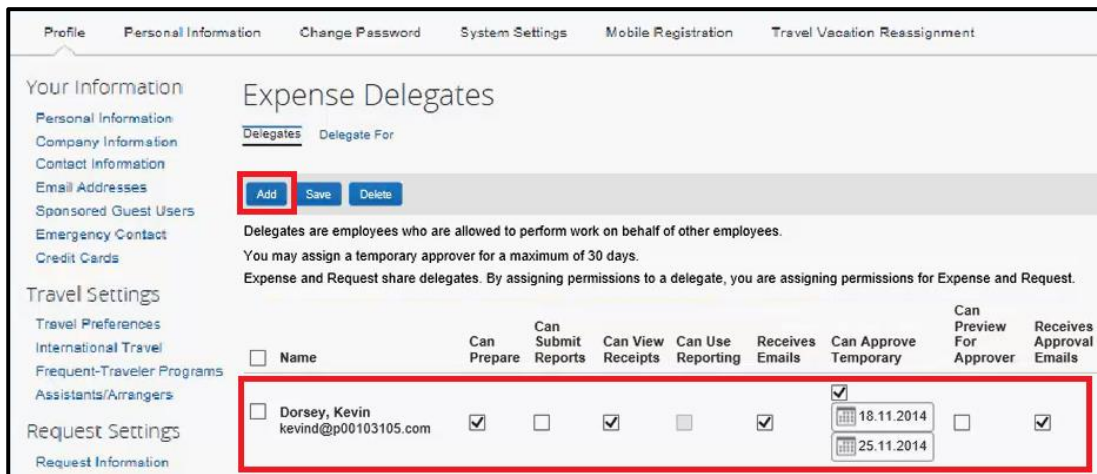 Profile Personal Information Change Password System Settings Mobile Registration Travel Vacation Reassignment
Your Information
Personal Information
Company Information
Contact Information
Email Addresses
Sponsored Guest Users
Emergency Contact
Credit Cards
Travel Settings
Travel Preferences
International Travel
Frequent-Traveler Programs
Assistants/Arrangers
Request Settings
Request Information
Expense Delegates
Delegates Delegate For
Add Save Delete
Delegates are employees who are allowed to perform work on behalf of other employees.
You may assign a temporary approver for a maximum of 30 days.
Expense and Request share delegates. By assigning permissions to a delegate, you are assigning permissions for Expense and Request.
Name
Can
Prepare
Can
Submit
Reports
Can View
Receipts
Can Use
Reporting
Receives
Emails
Can Approve
Temporary
Can
Preview
For
Approver
Receives
Approval
Emails
Dorsey, Kevin
kevind@p00103105.com
18.11.2014
25.11.2014